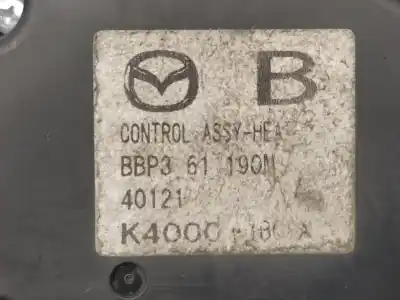 B
CONTROL ASSY-HEA
BBP3 61 190M
40121